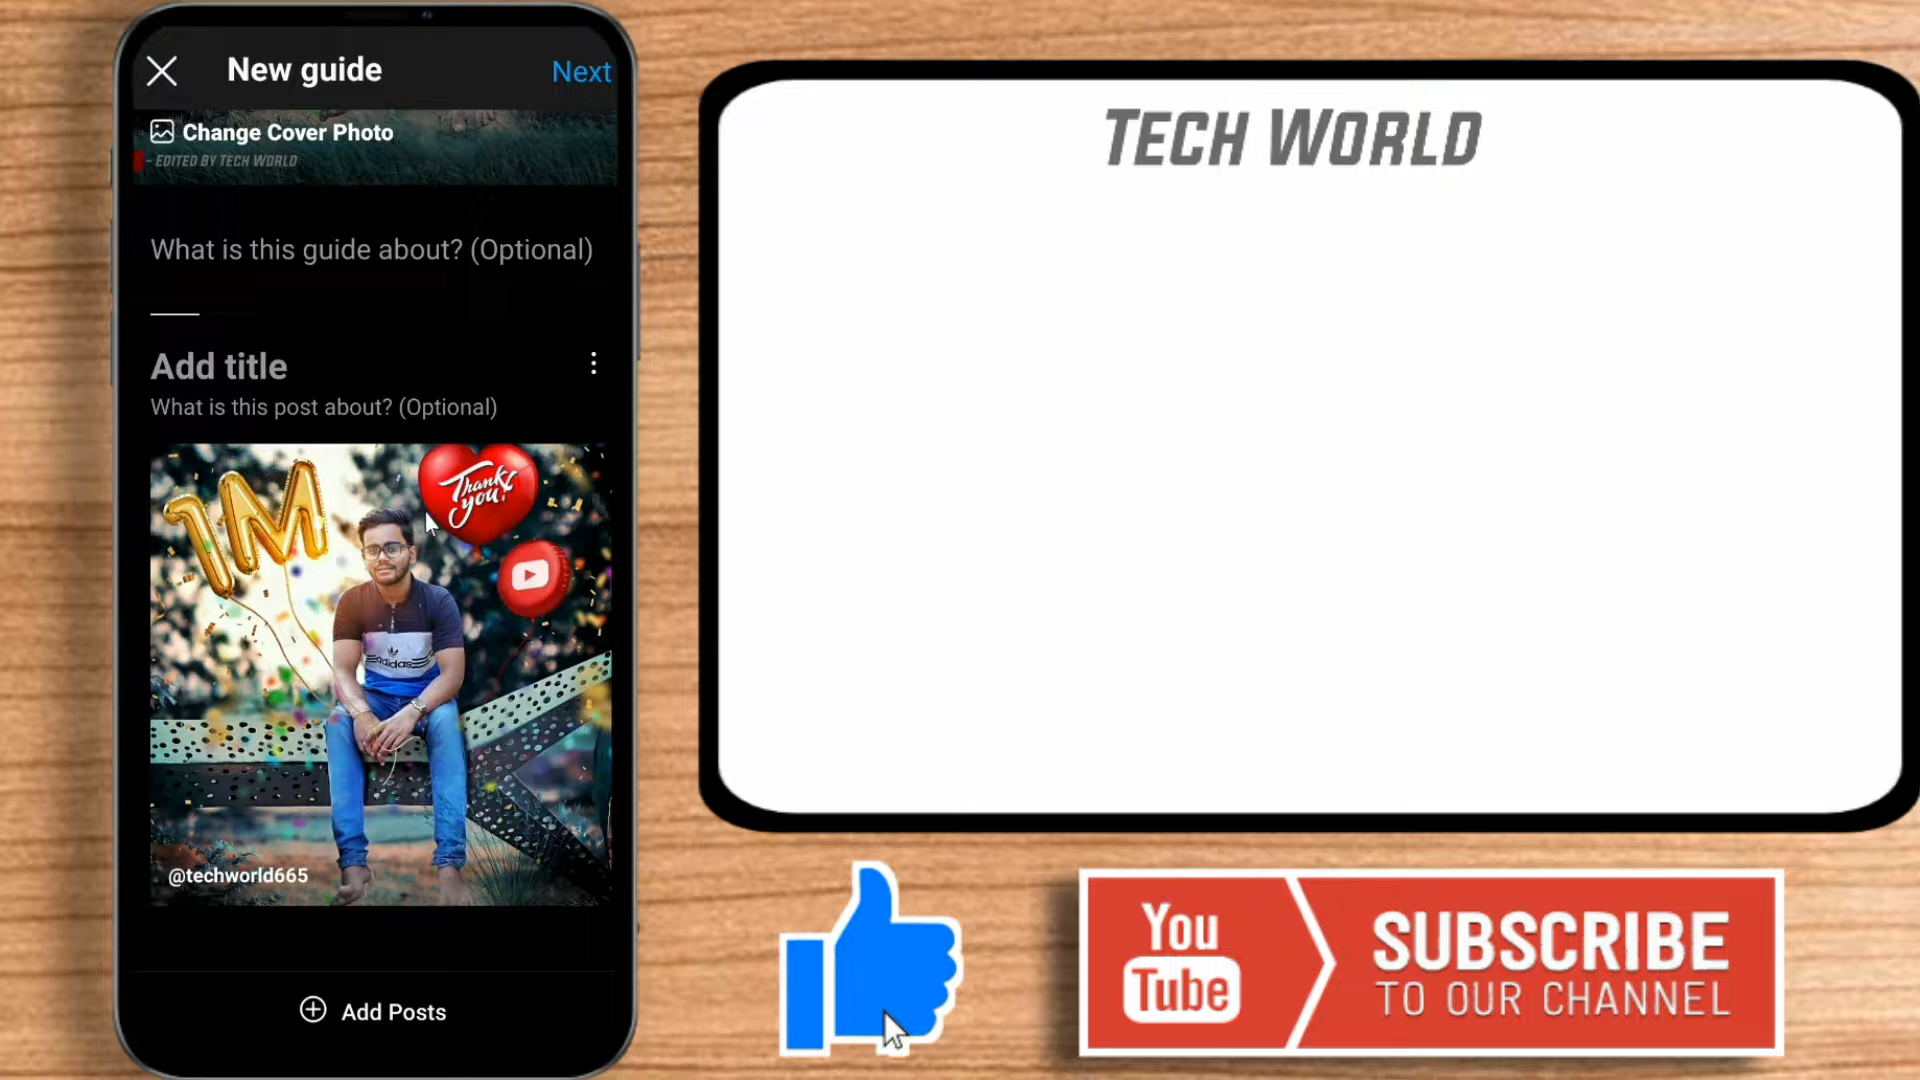 New guide
Next
Change Cover Photo
- EDITED BY TECH WORLD
What is this guide about? (Optional)
Add title
What is this post about? (Optional)
1M
Thank
you!
adidas
@techworld665
Add Posts
TECH WORLD
You
Tube
SUBSCRIBE
TO OUR CHANNEL